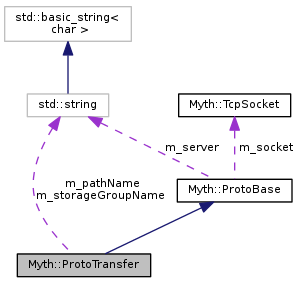 std::basic_string<
char >
std::string
Myth::TcpSocket
m_server
m_socket
m_pathName
m_storageGroupName
Myth::ProtoBase
Myth::ProtoTransfer